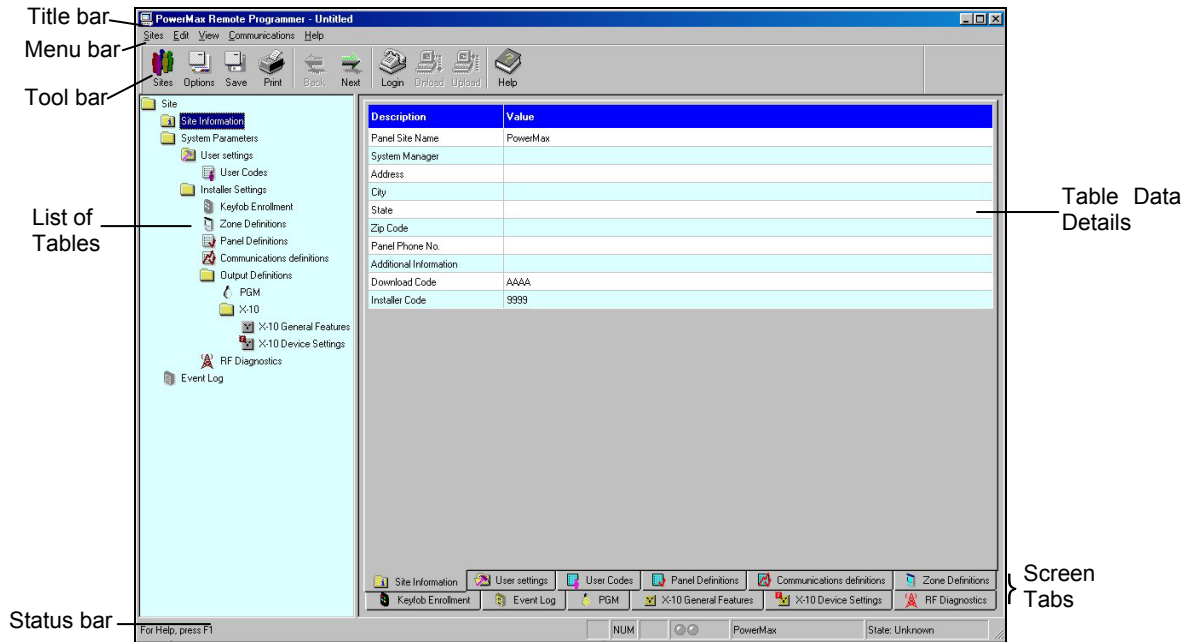 Title bar
PowerMax Remote Programmer - Untitled
Menu bar
Sites Edit View Communications Help
Tool bar
Sites Options Save Print Back Next Login Dnload Upload Help
Site
Site Information
System Parameters
User settings
User Codes
Installer Settings
Keyfob Enrollment
Zone Definitions
Panel Definitions
Communications definitions
Output Definitions
PGM
X-10
X-10 General Features
X-10 Device Settings
RF Diagnostics
Event Log
List of
Tables
Description Value
Panel Site Name PowerMax
System Manager
Address
City
State
Zip Code
Panel Phone No.
Additional Information
Download Code AAAA
Installer Code 9999
Table Data
Details
Site Information User settings User Codes Panel Definitions Communications definitions Zone Definitions
Keyfob Enrollment Event Log PGM X-10 General Features X-10 Device Settings RF Diagnostics
Screen
Tabs
Status bar
For Help, press F1 NUM PowerMax State: Unknown